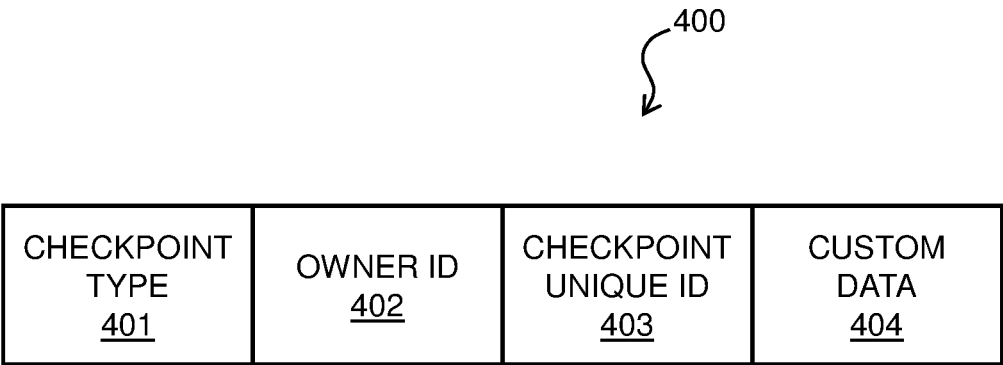 400
CHECKPOINT
TYPE
401
OWNER ID
402
CHECKPOINT
UNIQUE ID
403
CUSTOM
DATA
404